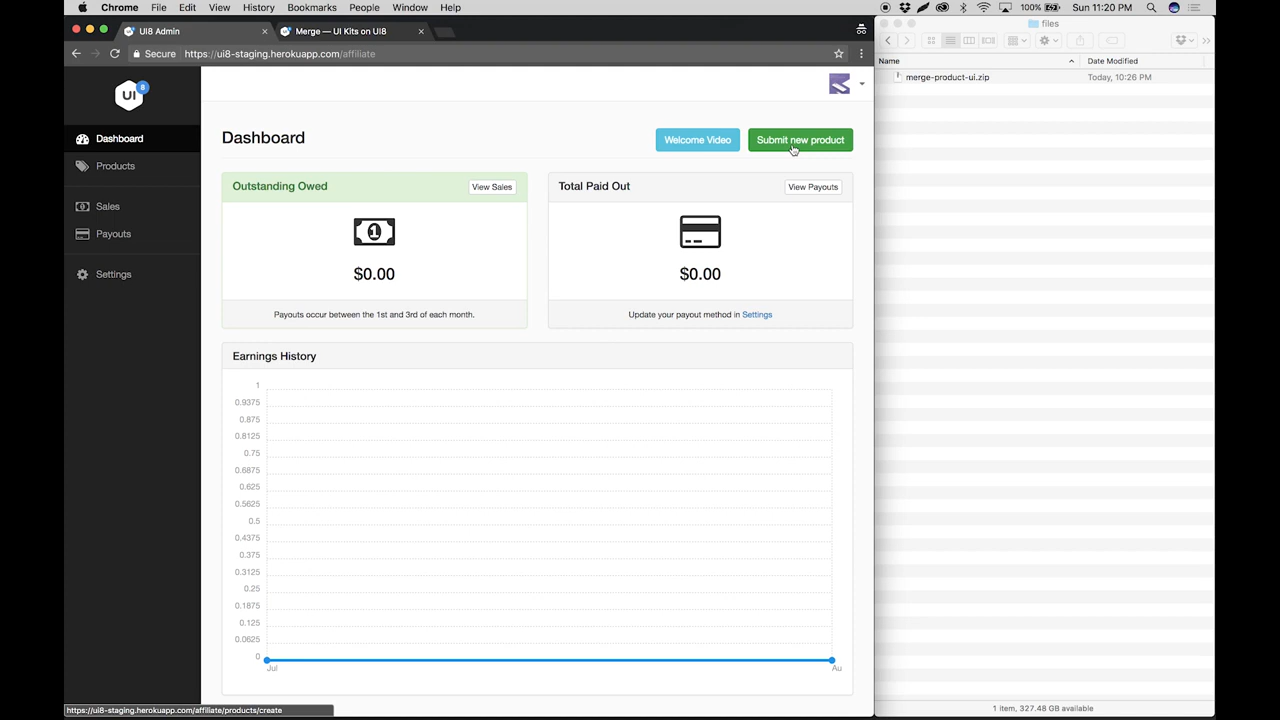 Chrome File Edit View History Bookmarks People Window Help
100% Sun 11:20 PM
UI8 Admin
Merge — UI Kits on UI8
Secure https://ui8-staging.herokuapp.com/affiliate
UI 8
Dashboard
Products
Sales
Payouts
Settings
Dashboard
Welcome Video
Submit new product
Outstanding Owed
View Sales
$0.00
Payouts occur between the 1st and 3rd of each month.
Total Paid Out
View Payouts
$0.00
Update your payout method in Settings
Earnings History
1
0.9375
0.875
0.8125
0.75
0.6875
0.625
0.5625
0.5
0.4375
0.375
0.3125
0.25
0.1875
0.125
0.0625
0
Jul
Au
https://ui8-staging.herokuapp.com/affiliate/products/create
files
Name
Date Modified
merge-product-ui.zip
Today, 10:26 PM
1 item, 327.48 GB available